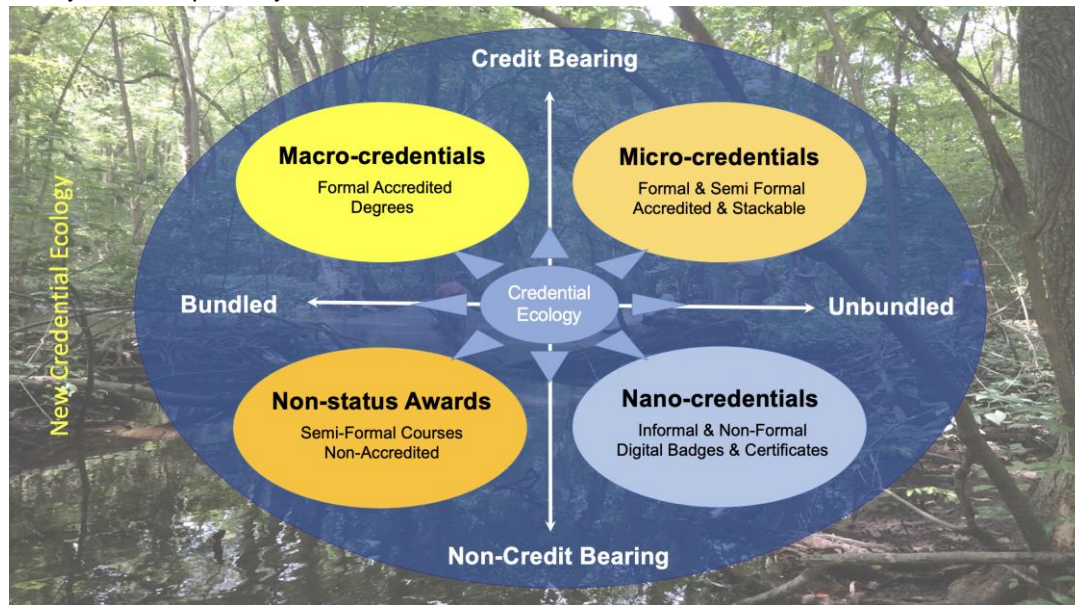 Credit Bearing
Macro-credentials
Formal Accredited
Degrees
Micro-credentials
Formal & Semi Formal
Accredited & Stackable
New Credential Ecology
Bundled
Credential
Ecology
Unbundled
Non-status Awards
Semi-Formal Courses
Non-Accredited
Nano-credentials
Informal & Non-Formal
Digital Badges & Certificates
Non-Credit Bearing